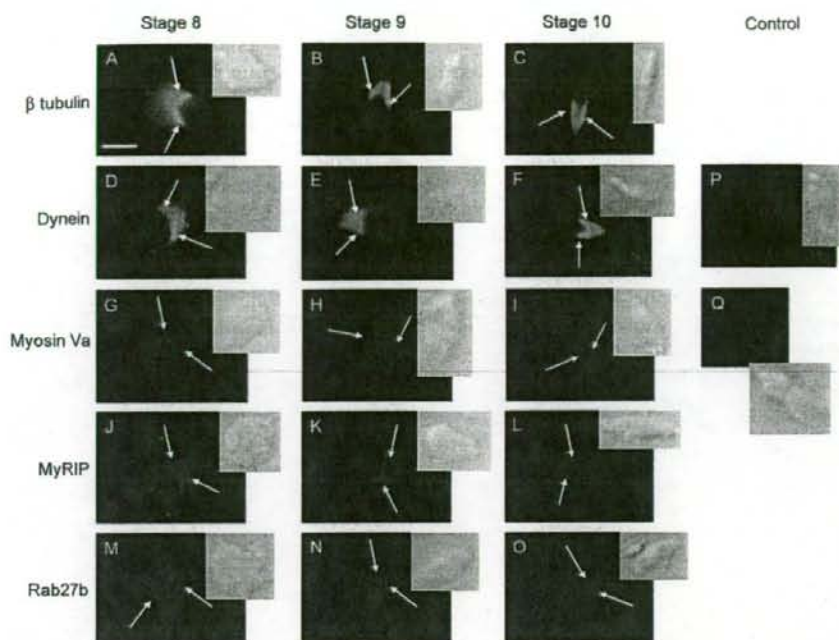 Stage 8 Stage 9 Stage 10 Control
β tubulin A B C
Dynein D E F P
Myosin Va G H I Q
MyRIP J K L
Rab27b M N O